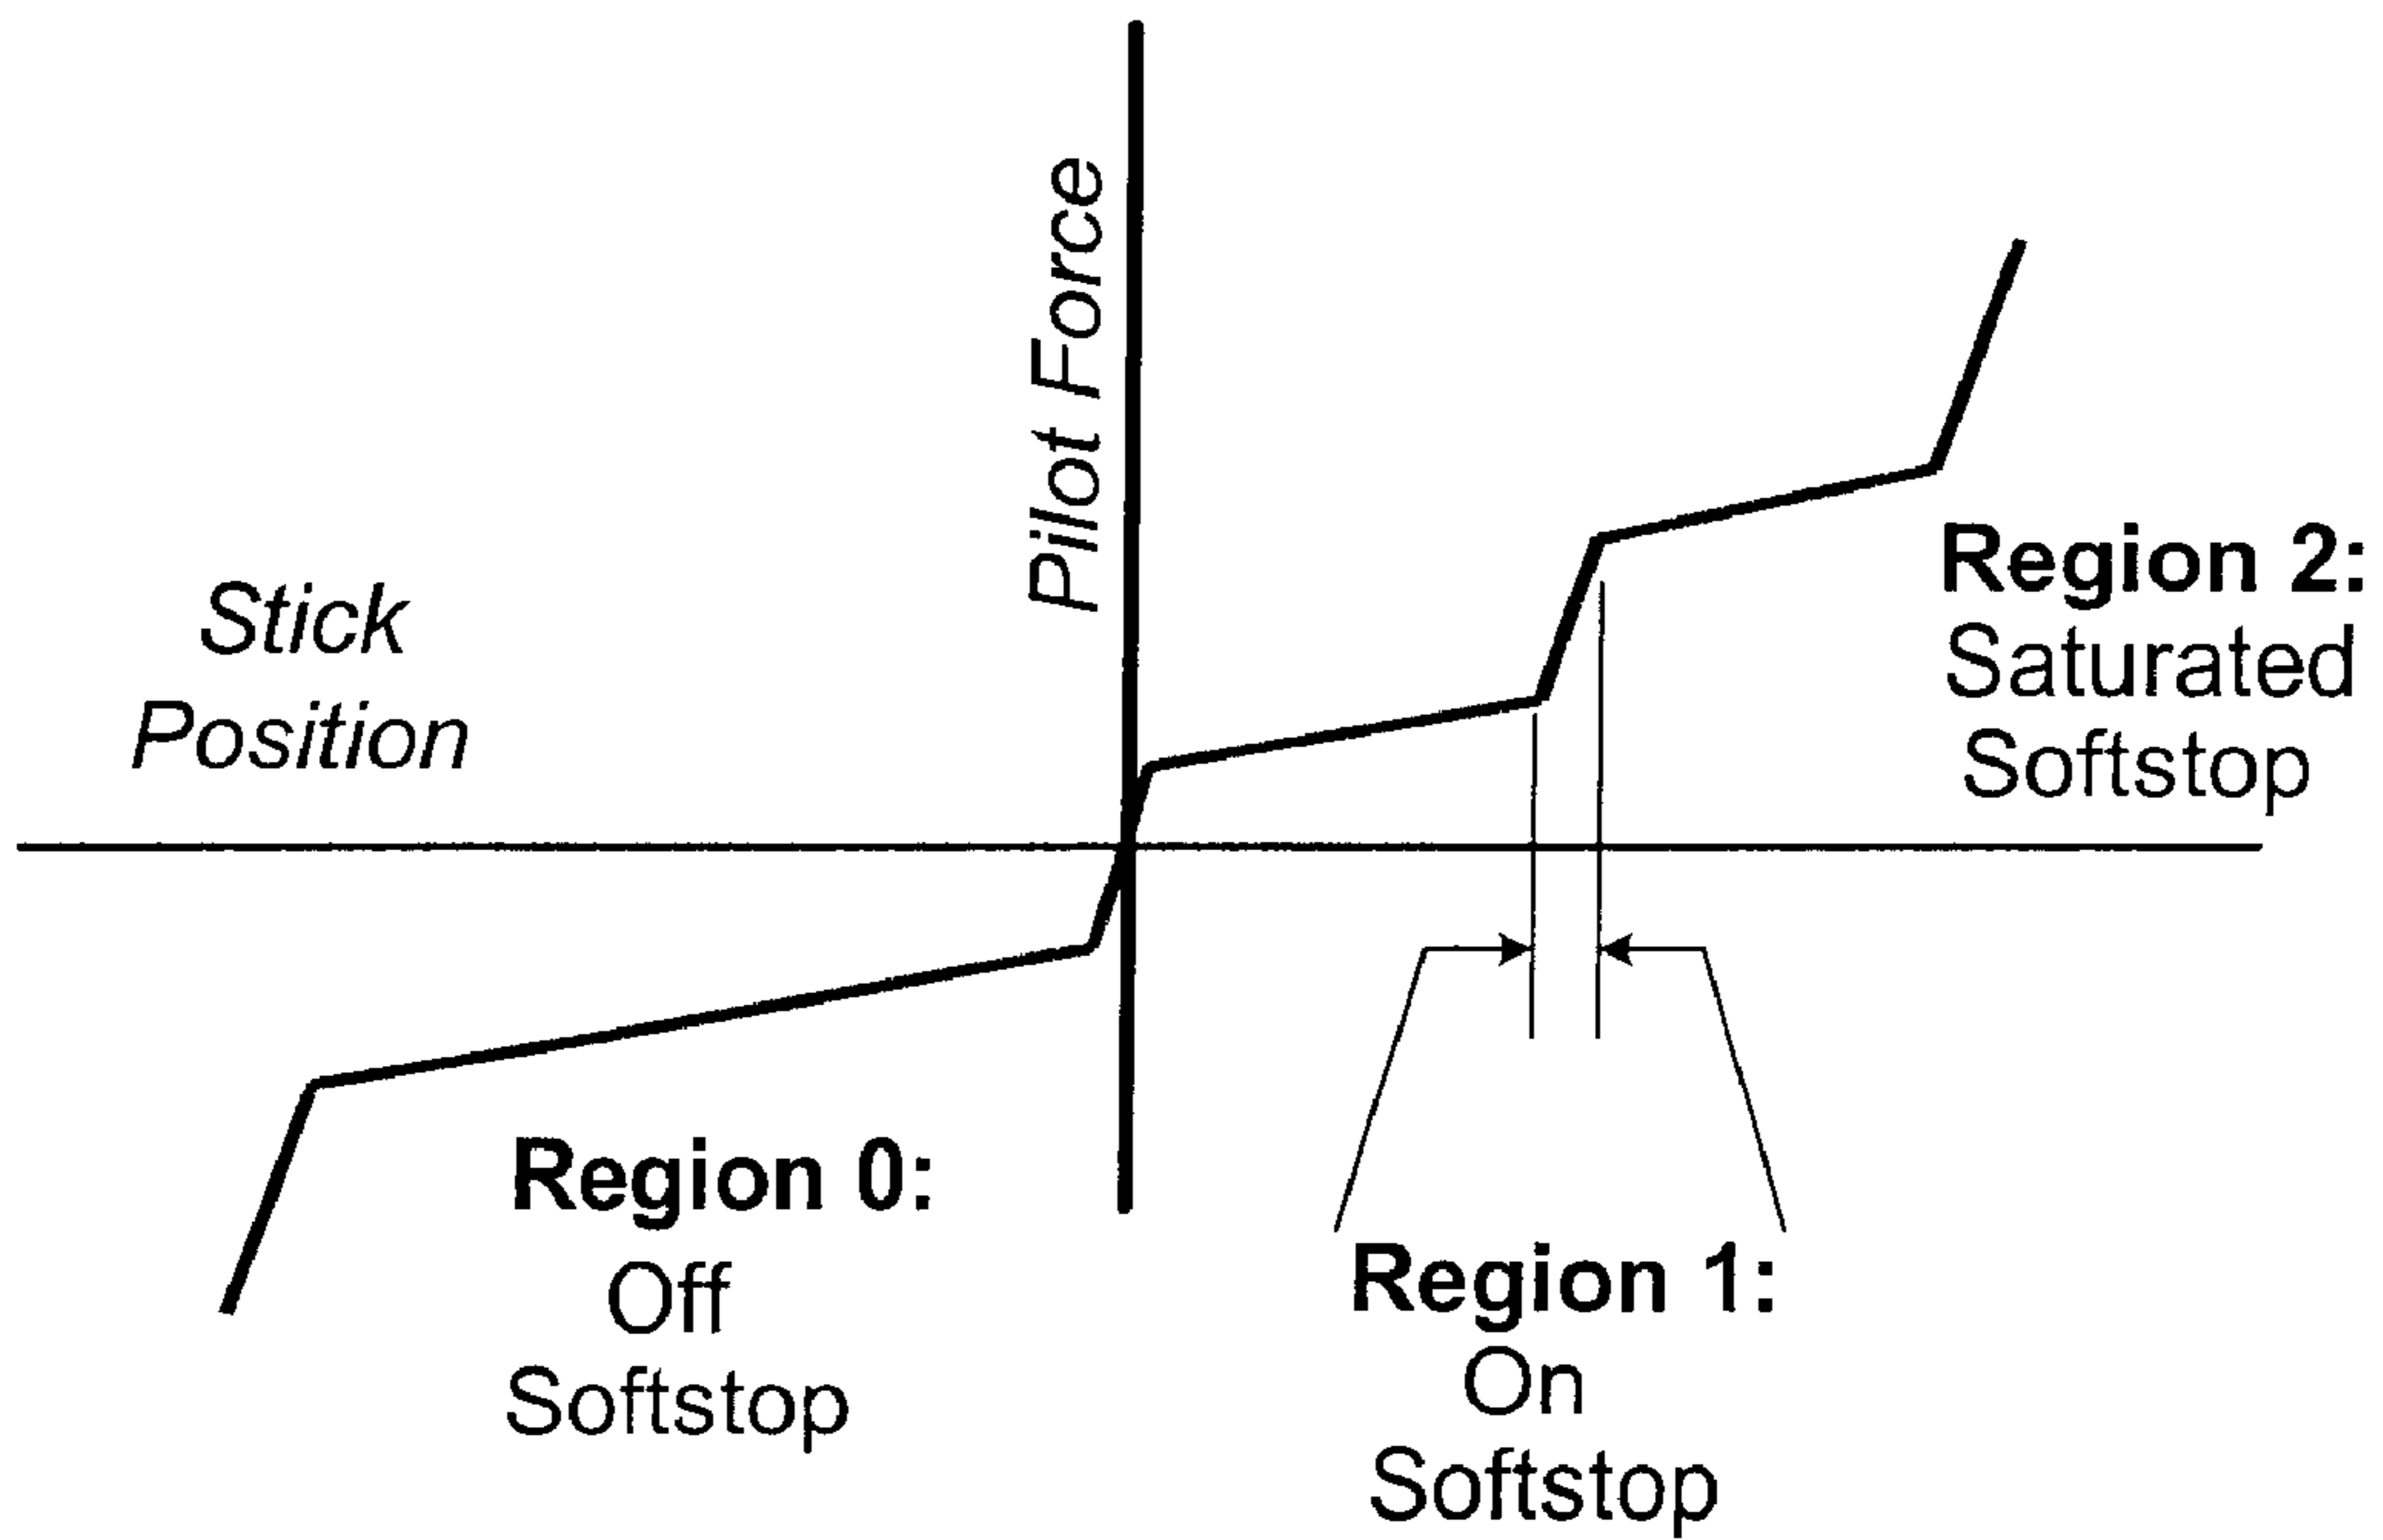 Pilot Force
Stick
Position
Region 2:
Saturated
Softstop
Region 0:
Off
Softstop
Region 1:
On
Softstop